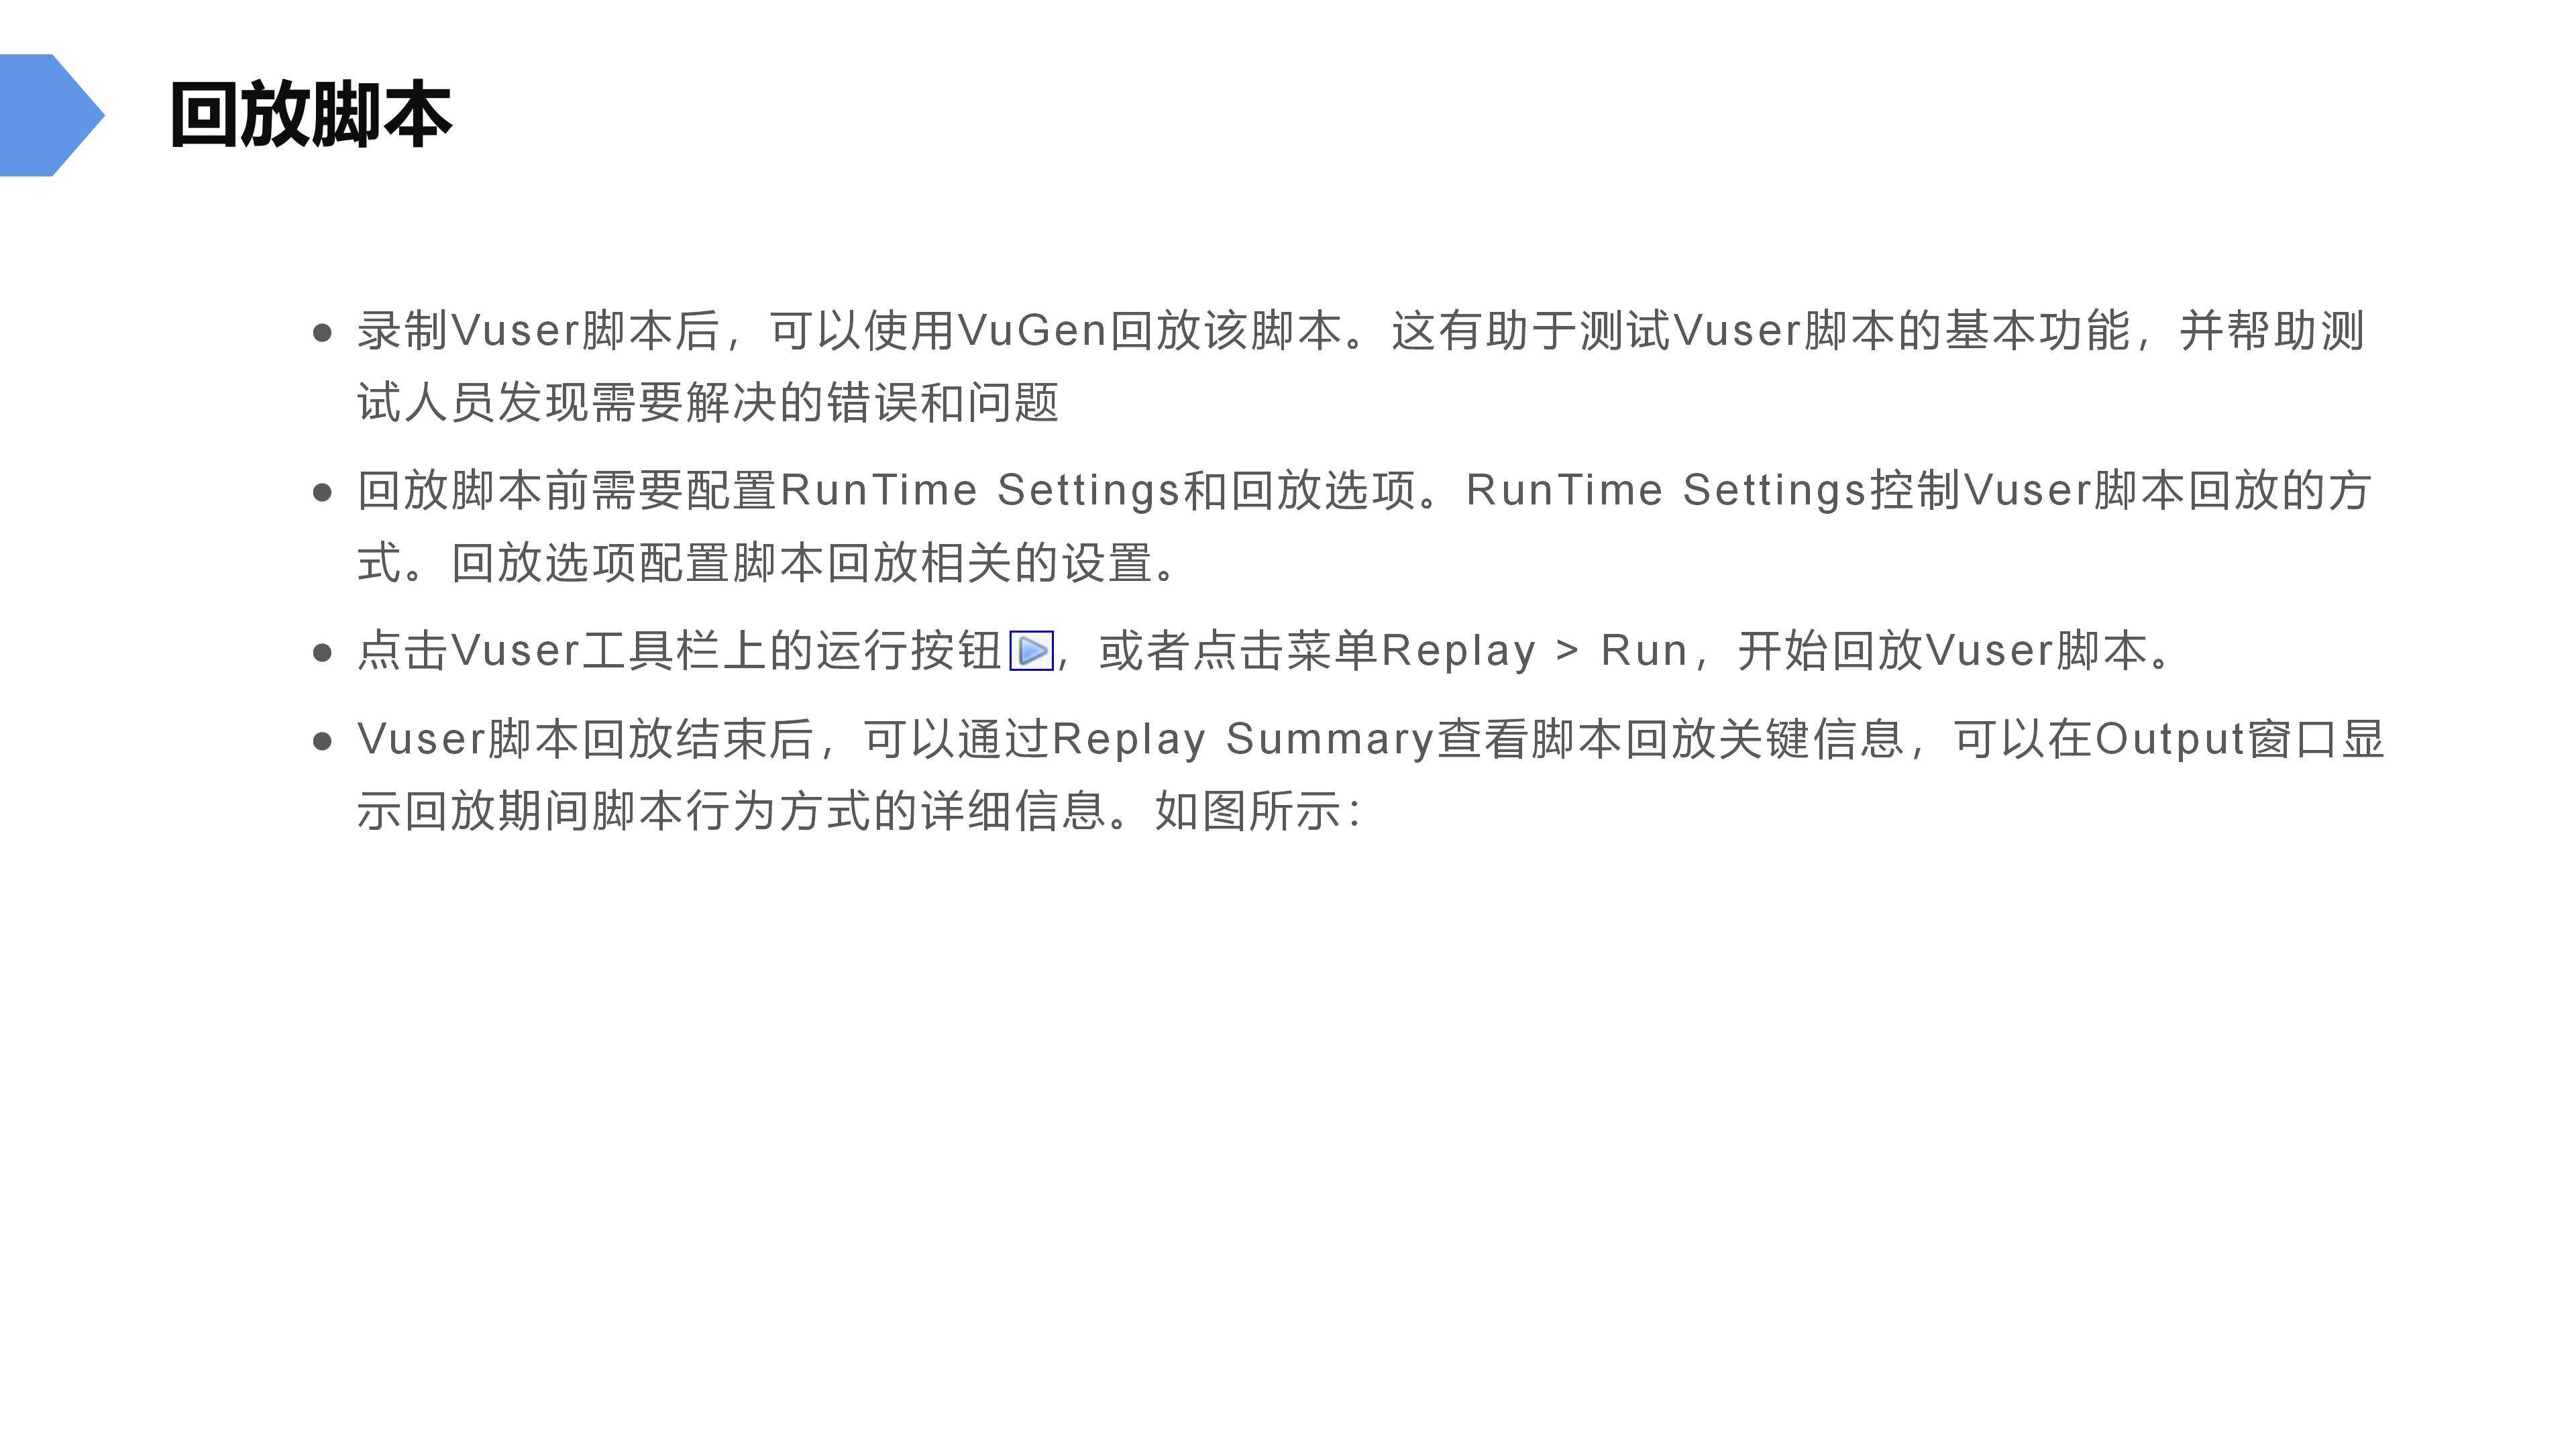 回放脚本
● 录制Vuser脚本后，可以使用VuGen回放该脚本。这有助于测试Vuser脚本的基本功能，并帮助测
试人员发现需要解决的错误和问题
● 回放脚本前需要配置RunTime Settings和回放选项。RunTime Settings控制Vuser脚本回放的方
式。回放选项配置脚本回放相关的设置。
● 点击Vuser工具栏上的运行按钮，或者点击菜单Replay > Run，开始回放Vuser脚本。
● Vuser脚本回放结束后，可以通过Replay Summary查看脚本回放关键信息，可以在Output窗口显
示回放期间脚本行为方式的详细信息。如图所示：